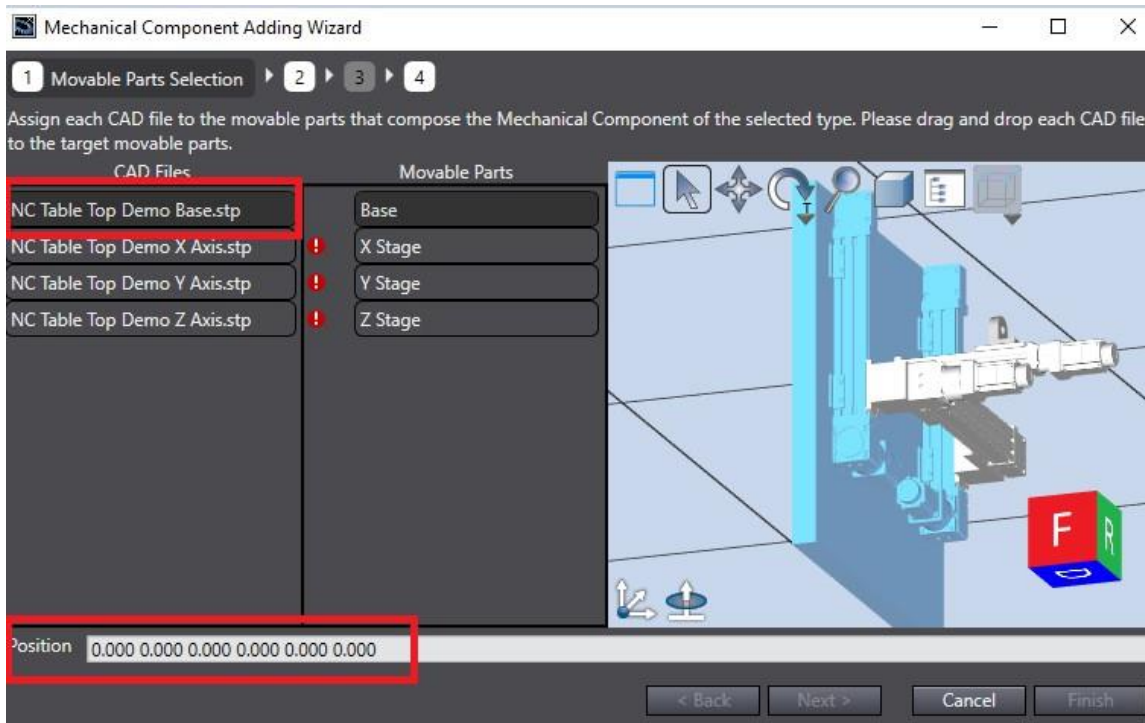 Mechanical Component Adding Wizard
1 Movable Parts Selection 2 3 4
Assign each CAD file to the movable parts that compose the Mechanical Component of the selected type. Please drag and drop each CAD file
to the target movable parts.
CAD Files Movable Parts
NC Table Top Demo Base.stp Base
NC Table Top Demo X Axis.stp X Stage
NC Table Top Demo Y Axis.stp Y Stage
NC Table Top Demo Z Axis.stp Z Stage
T
F
R
D
Position 0.000 0.000 0.000 0.000 0.000 0.000
< Back Next > Cancel Finish